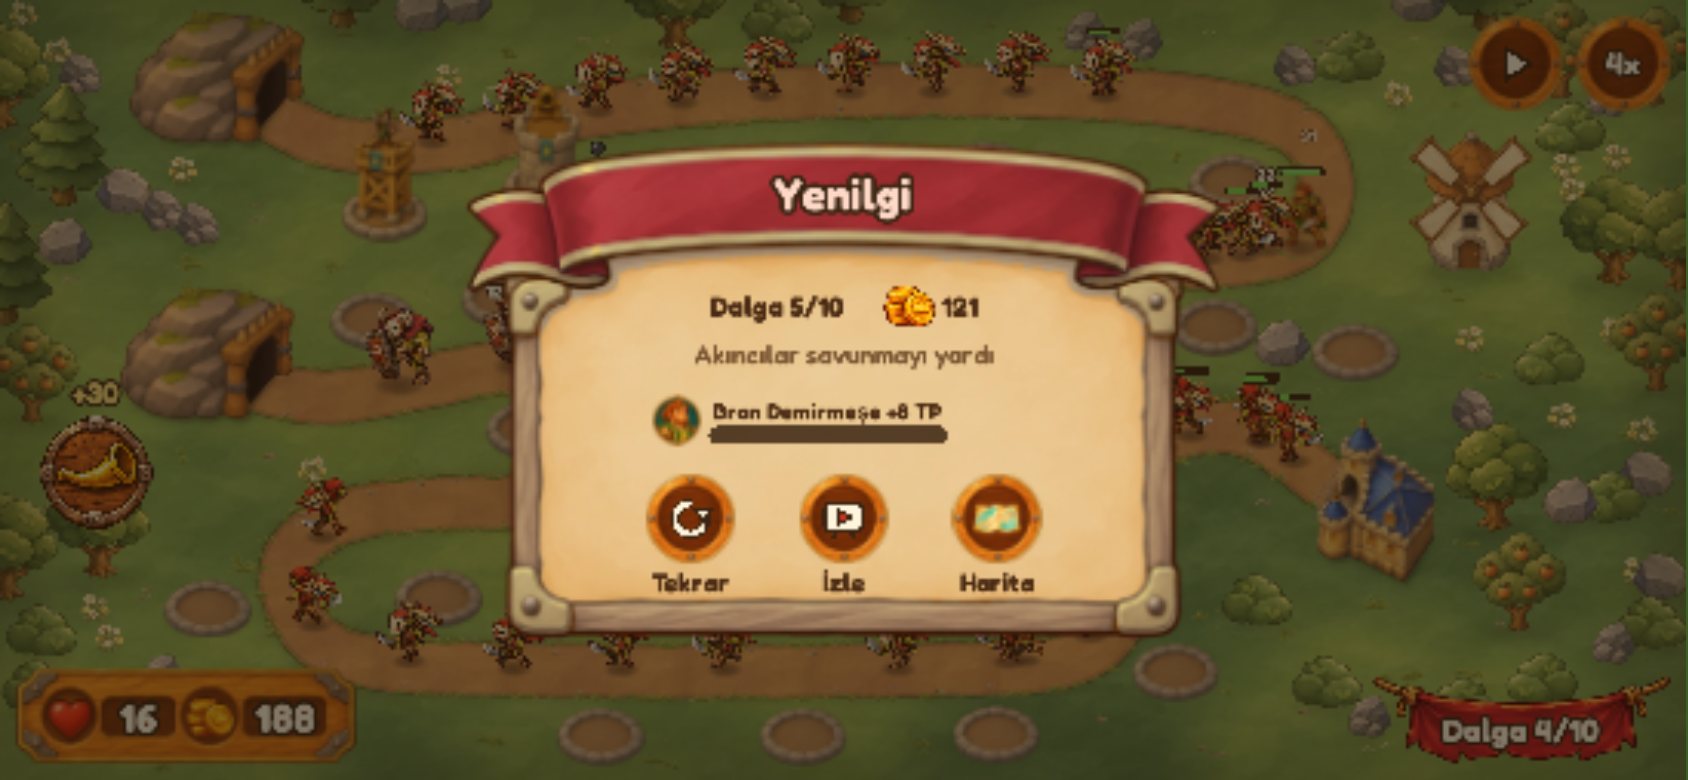 4x
Yenilgi
Dalga 5/10 121
Akıncılar savunmayı yardı
+30
Bran Demirmeşe +8 TP
Tekrar İzle Harita
16 188
Dalga 4/10